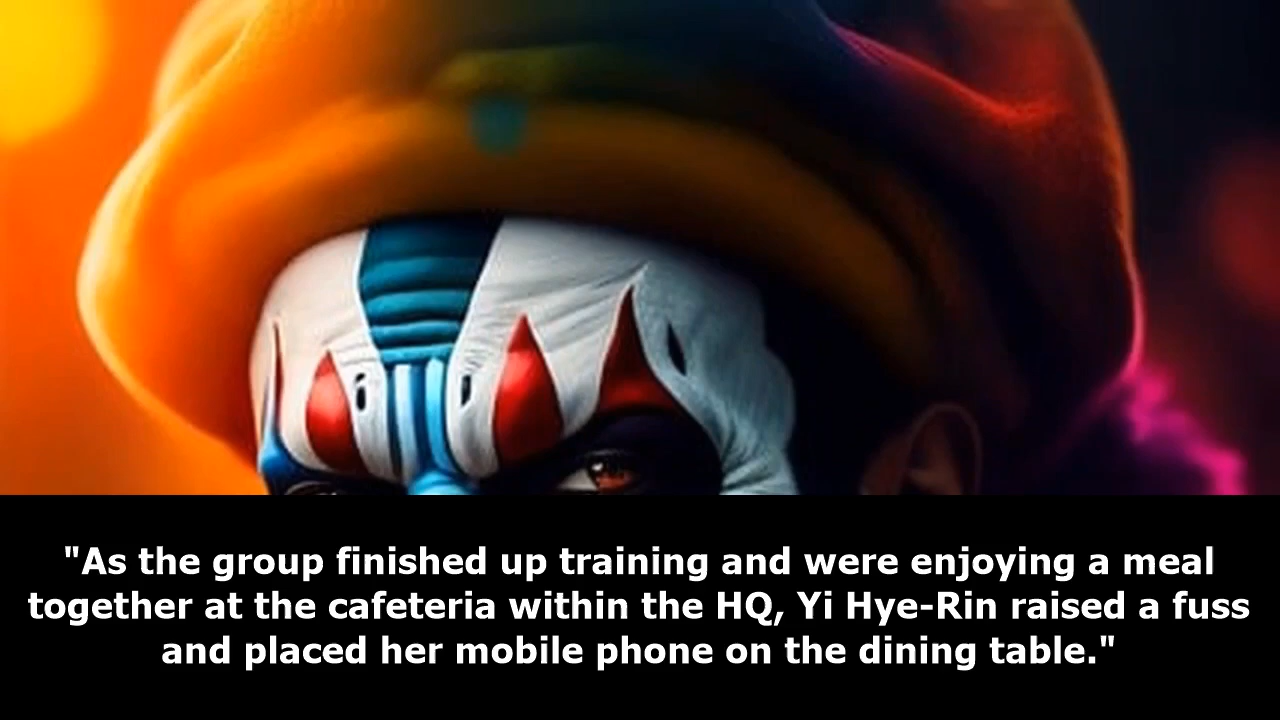 "As the group finished up training and were enjoying a meal
together at the cafeteria within the HQ, Yi Hye-Rin raised a fuss
and placed her mobile phone on the dining table."